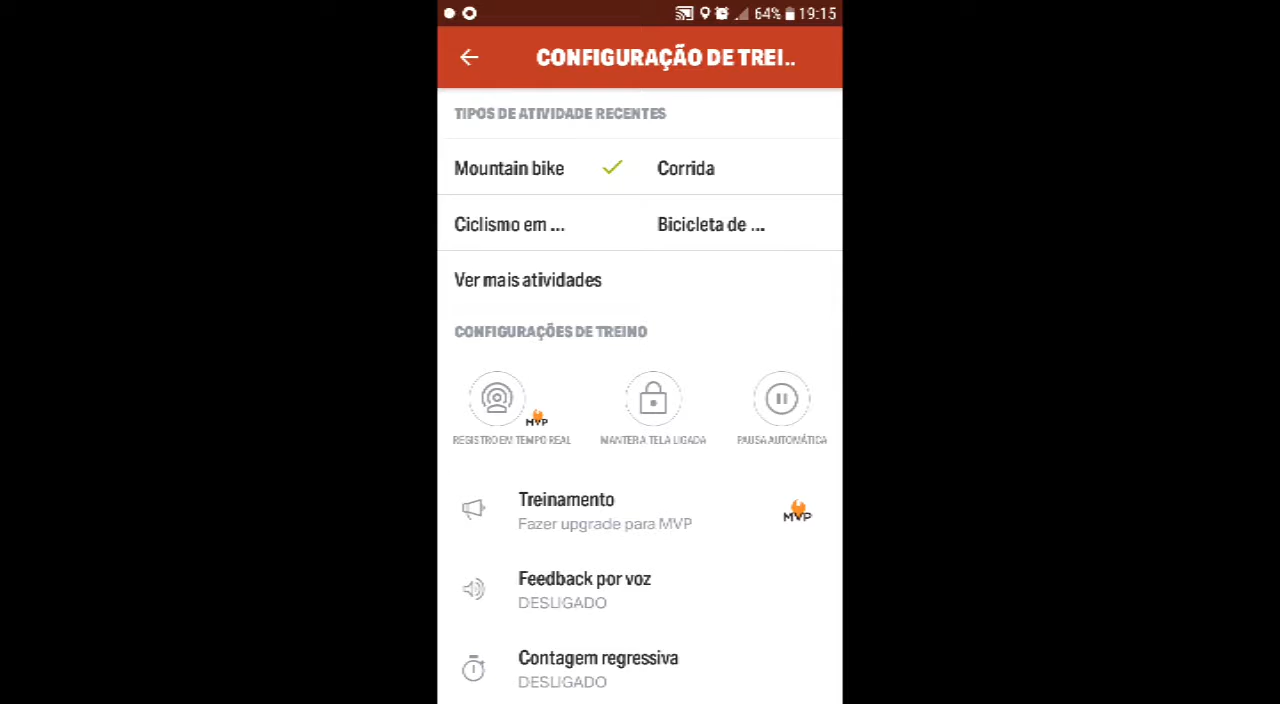 64% 19:15
CONFIGURAÇÃO DE TREI..
TIPOS DE ATIVIDADE RECENTES
Mountain bike Corrida
Ciclismo em ... Bicicleta de ...
Ver mais atividades
CONFIGURAÇÕES DE TREINO
MVP
REGISTRO EM TEMPO REAL MANTER A TELA LIGADA PAUSA AUTOMÁTICA
Treinamento
Fazer upgrade para MVP
MVP
Feedback por voz
DESLIGADO
Contagem regressiva
DESLIGADO